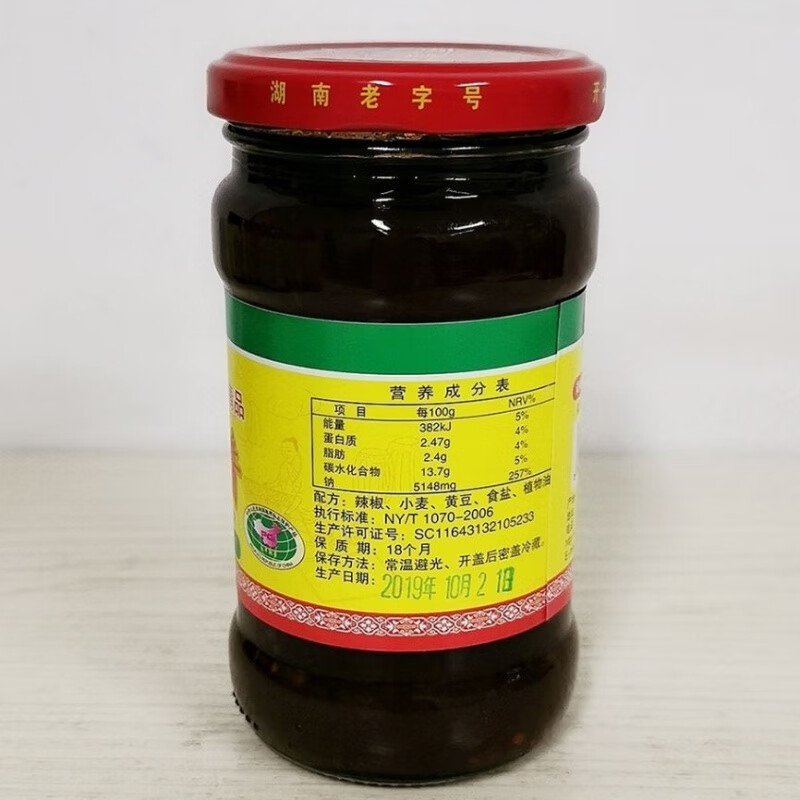 湖南老字号
开
品
营养成分表
项目 每100g NRV%
能量 382kJ 5%
蛋白质 2.47g 4%
脂肪 2.4g 4%
碳水化合物 13.7g 5%
钠 5148mg 257%
配方：辣椒、小麦、黄豆、食盐、植物油
执行标准：NY/T 1070-2006
生产许可证号：SC11643132105233
保质期：18个月
保存方法：常温避光、开盖后密盖冷藏。
生产日期：2019年10月21日